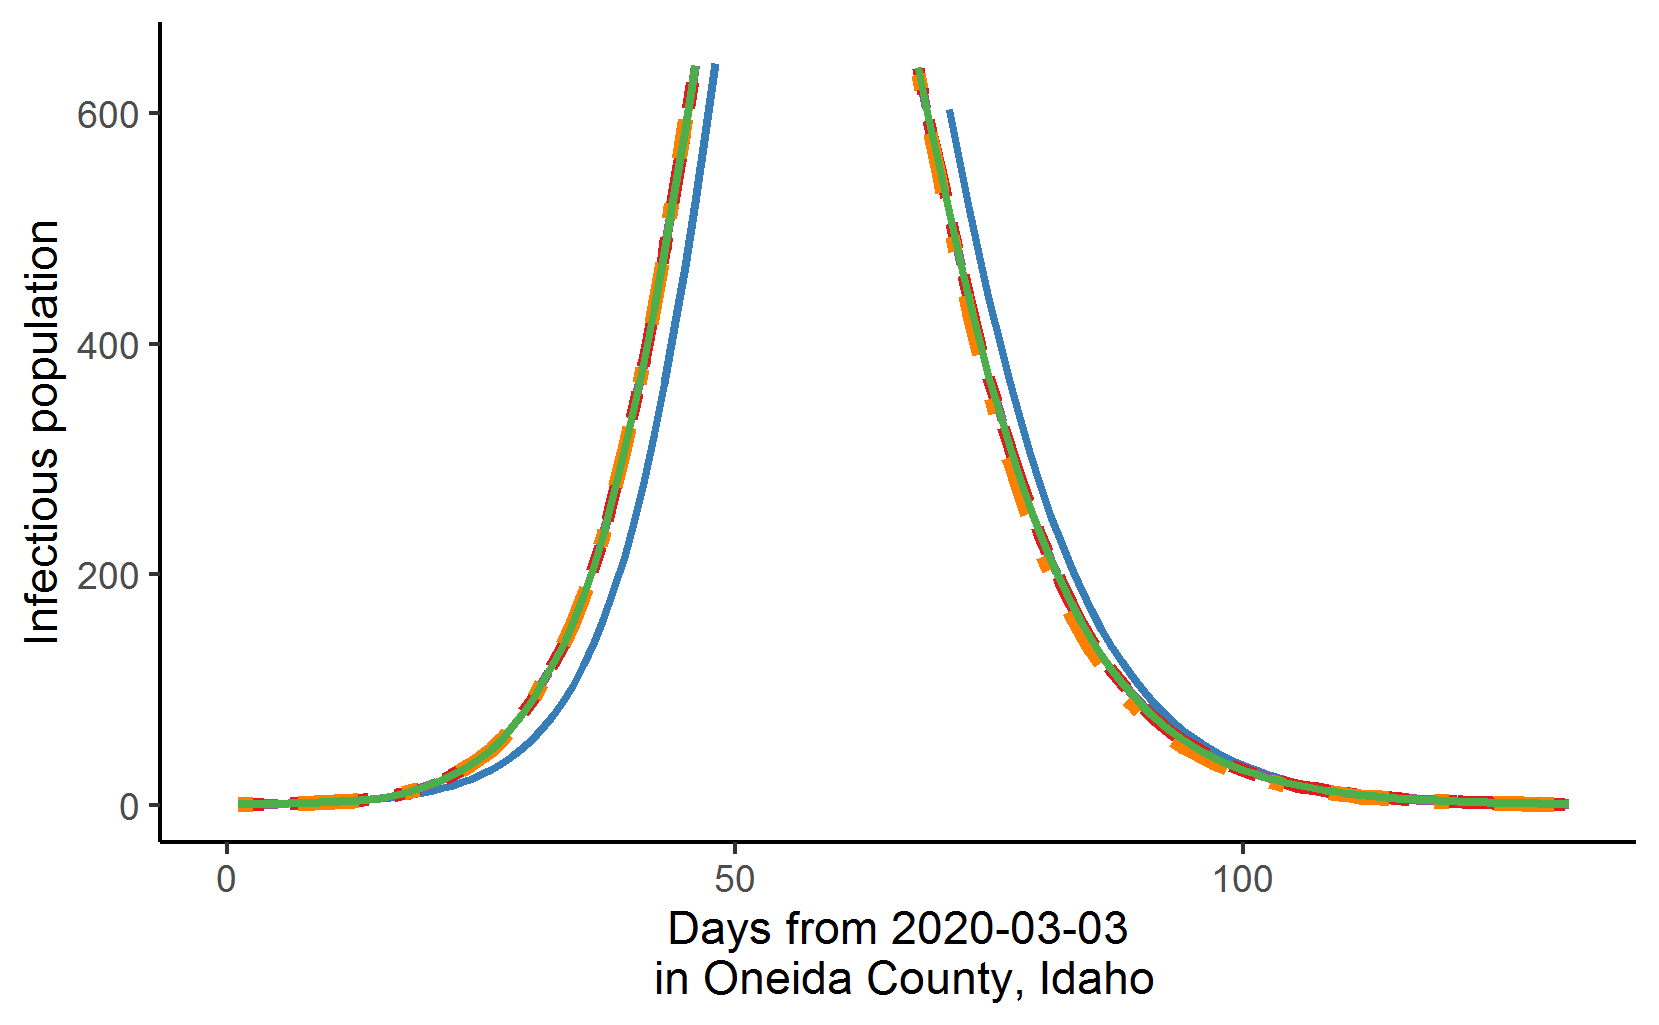 Infectious population
600
400
200
0
0 50 100
Days from 2020-03-03
in Oneida County, Idaho